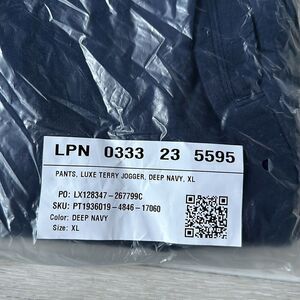 LPN 0333 23 5595
PANTS, LUXE TERRY JOGGER, DEEP NAVY, XL
PO: LX128347-267799C
SKU: PT1936019-4846-17060
Color: DEEP NAVY
Size: XL